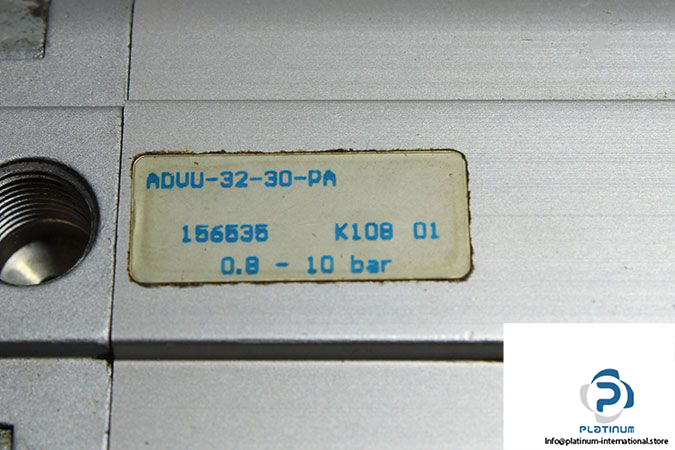 ADVU-32-30-PA
156535 K108 01
0.8 - 10 bar
PLATINUM
Info@platinum-international.store